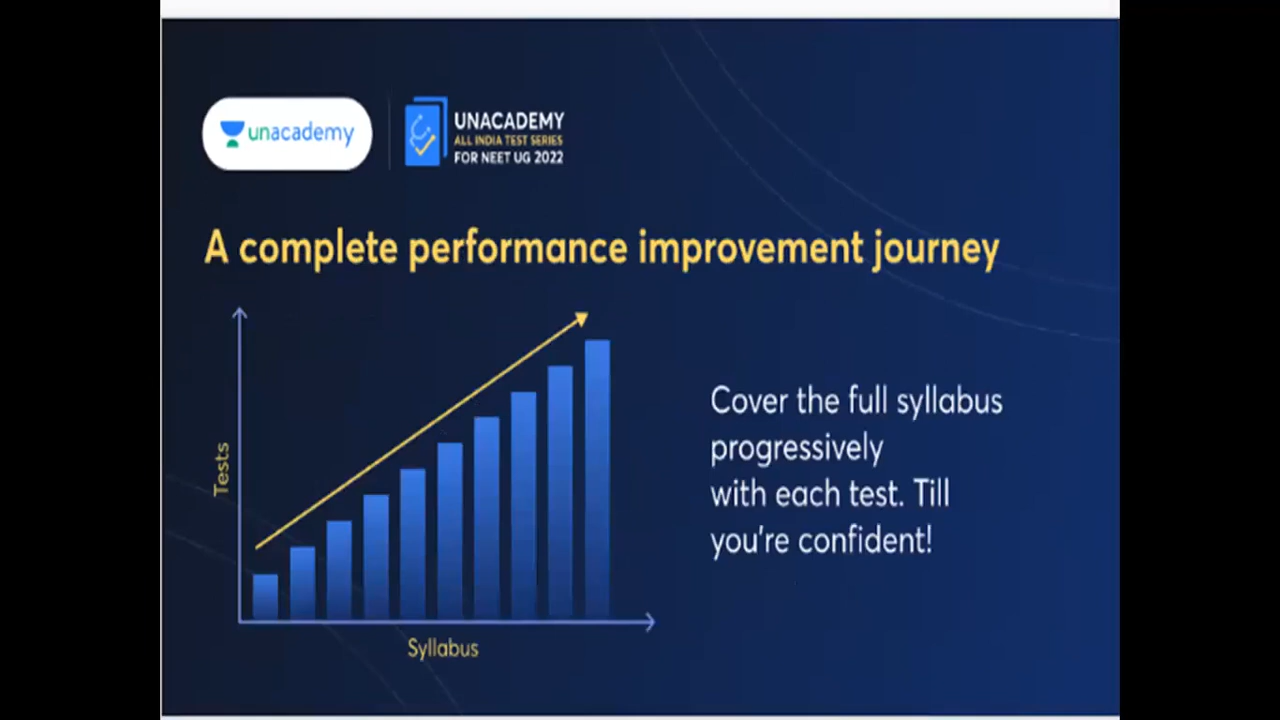 unacademy
UNACADEMY
ALL INDIA TEST SERIES
FOR NEET UG 2022
A complete performance improvement journey
Tests
Syllabus
Cover the full syllabus
progressively
with each test. Till
you're confident!